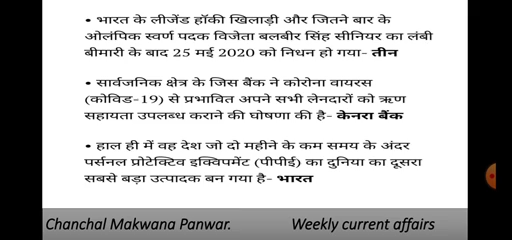 • भारत के लीजेंड हॉकी खिलाड़ी और जितने बार के
ओलंपिक स्वर्ण पदक विजेता बलबीर सिंह सीनियर का लंबी
बीमारी के बाद 25 मई 2020 को निधन हो गया- तीन
• सार्वजनिक क्षेत्र के जिस बैंक ने कोरोना वायरस
(कोविड-19) से प्रभावित अपने सभी लेनदारों को ऋण
सहायता उपलब्ध कराने की घोषणा की है- केनरा बैंक
• हाल ही में वह देश जो दो महीने के कम समय के अंदर
पर्सनल प्रोटेक्टिव इक्विपमेंट (पीपीई) का दुनिया का दूसरा
सबसे बड़ा उत्पादक बन गया है- भारत
Chanchal Makwana Panwar. Weekly current affairs